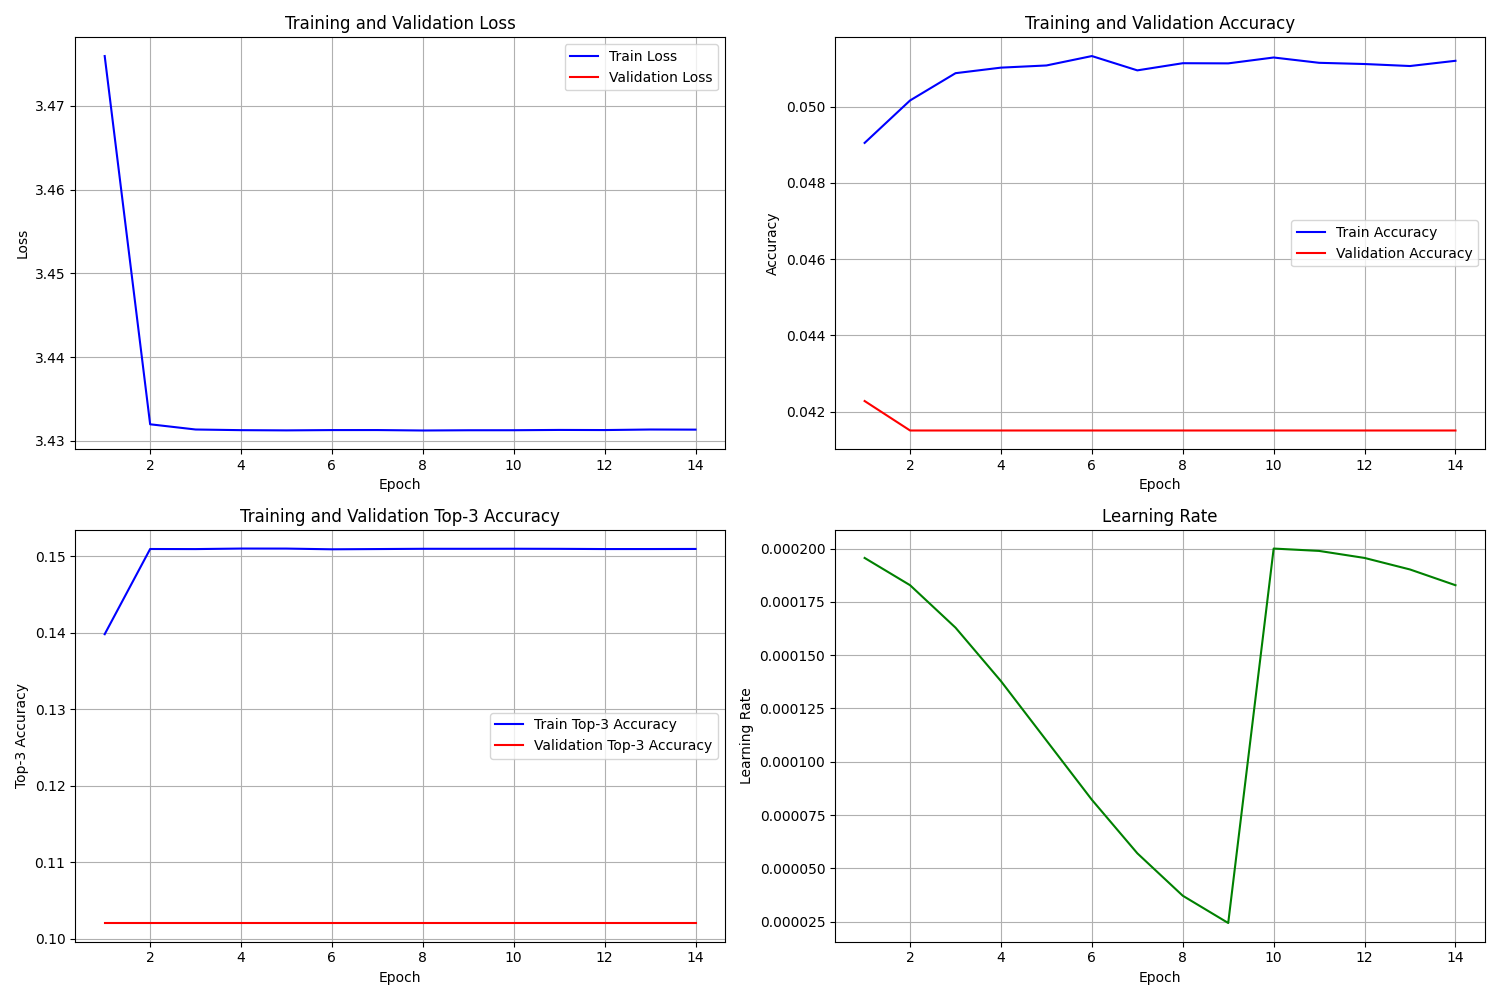 Training and Validation Loss
Train Loss
Validation Loss
3.47
3.46
3.45
3.44
3.43
Loss
2 4 6 8 10 12 14
Epoch
Training and Validation Accuracy
0.050
0.048
0.046
0.044
0.042
Accuracy
Train Accuracy
Validation Accuracy
2 4 6 8 10 12 14
Epoch
Training and Validation Top-3 Accuracy
0.15
0.14
0.13
0.12
0.11
0.10
Top-3 Accuracy
Train Top-3 Accuracy
Validation Top-3 Accuracy
2 4 6 8 10 12 14
Epoch
Learning Rate
0.000200
0.000175
0.000150
0.000125
0.000100
0.000075
0.000050
0.000025
Learning Rate
2 4 6 8 10 12 14
Epoch